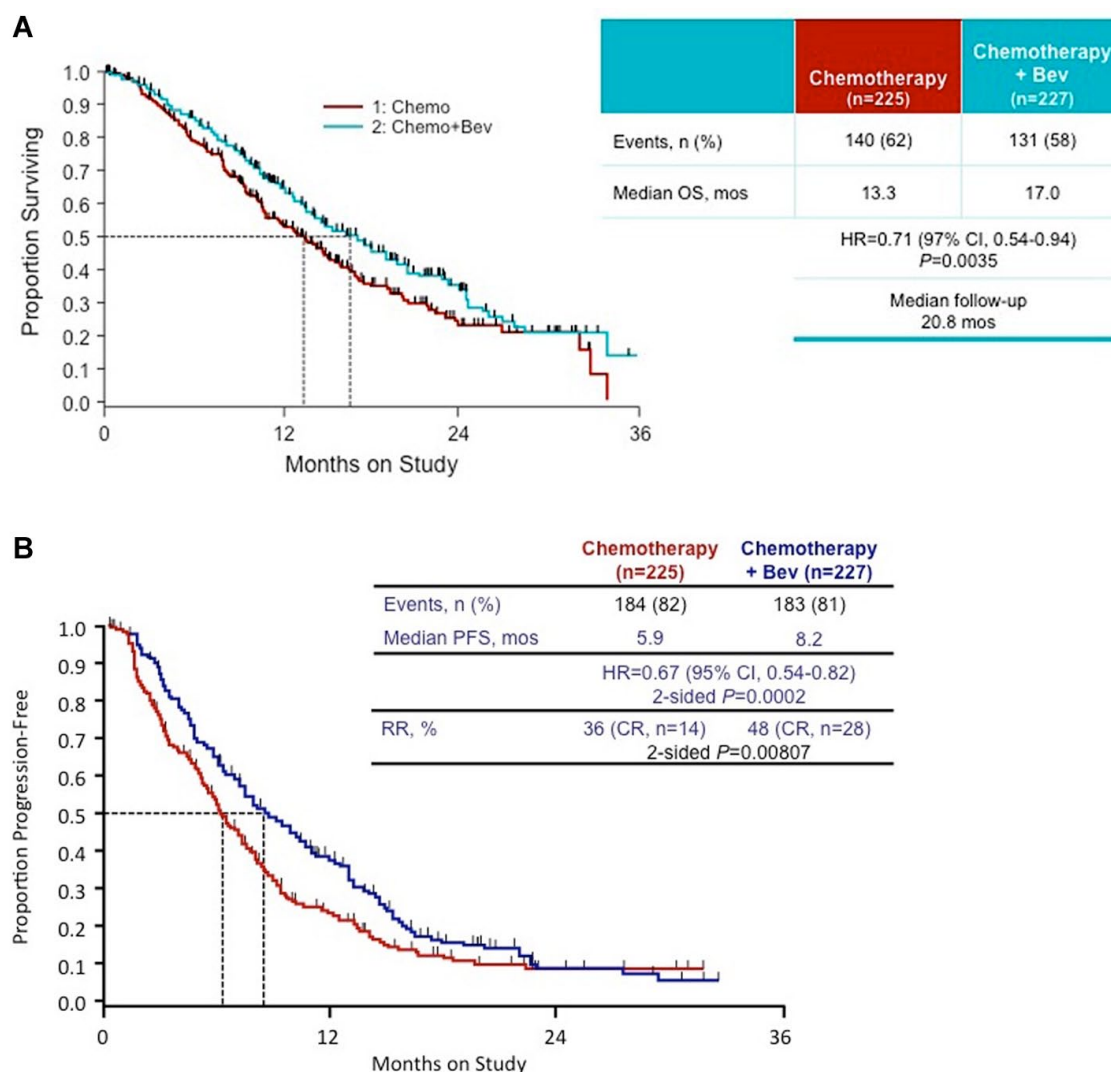 A
Chemotherapy
(n=225)
Chemotherapy
+ Bev
(n=227)
Events, n (%) 140 (62) 131 (58)
Median OS, mos 13.3 17.0
HR=0.71 (97% CI, 0.54-0.94)
P=0.0035
Median follow-up
20.8 mos
1: Chemo
2: Chemo+Bev
Proportion Surviving
1.0
0.9
0.8
0.7
0.6
0.5
0.4
0.3
0.2
0.1
0.0
0 12 24 36
Months on Study
B
Chemotherapy
(n=225)
Chemotherapy
+ Bev (n=227)
Events, n (%) 184 (82) 183 (81)
Median PFS, mos 5.9 8.2
HR=0.67 (95% CI, 0.54-0.82)
2-sided P=0.0002
RR, % 36 (CR, n=14) 48 (CR, n=28)
2-sided P=0.00807
Proportion Progression-Free
1.0
0.9
0.8
0.7
0.6
0.5
0.4
0.3
0.2
0.1
0.0
0 12 24 36
Months on Study